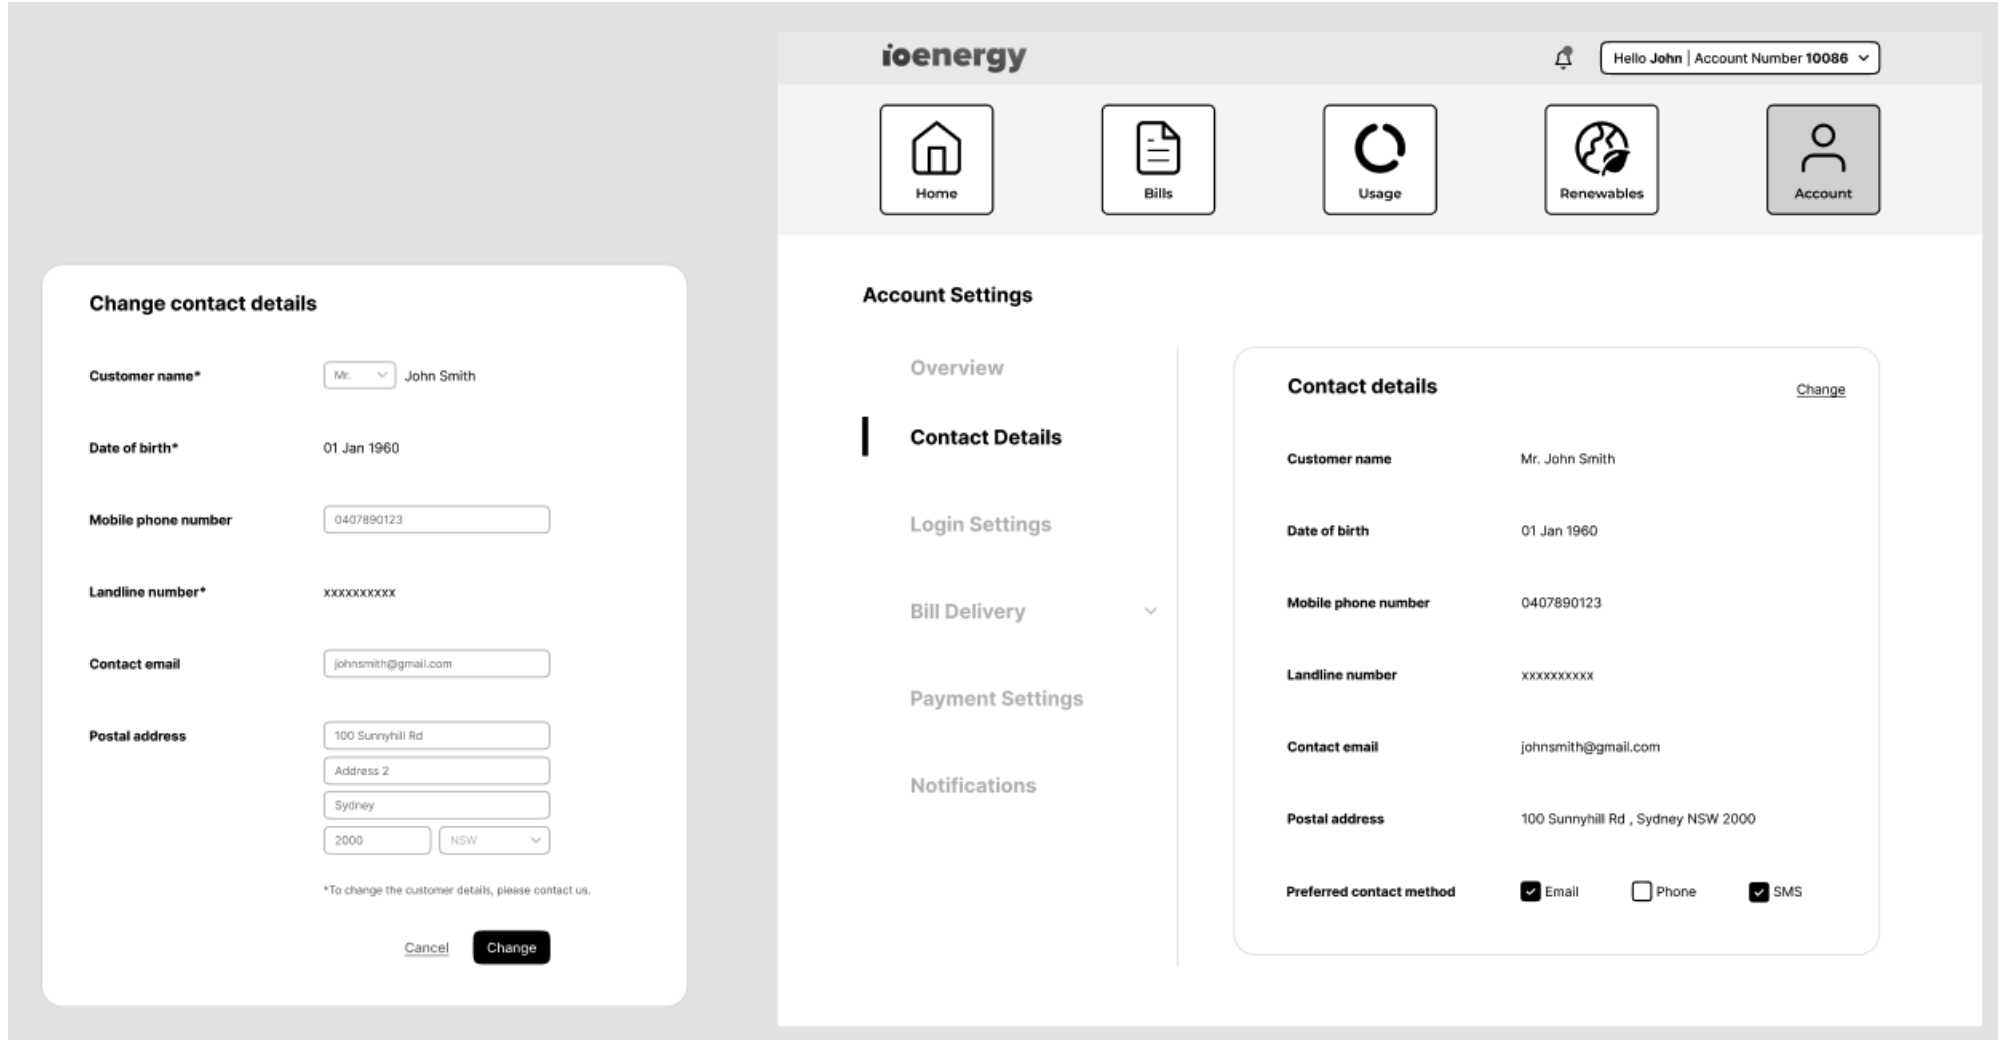 Change contact details
Customer name* Mr. John Smith
Date of birth* 01 Jan 1960
Mobile phone number 0407890123
Landline number* xxxxxxxxxx
Contact email johnsmith@gmail.com
Postal address 100 Sunnyhill Rd
Address 2
Sydney
2000 NSW
*To change the customer details, please contact us.
Cancel Change
ioenergy
Hello John | Account Number 10086
Home Bills Usage Renewables Account
Account Settings
Overview
Contact Details
Login Settings
Bill Delivery
Payment Settings
Notifications
Contact details Change
Customer name Mr. John Smith
Date of birth 01 Jan 1960
Mobile phone number 0407890123
Landline number xxxxxxxxxx
Contact email johnsmith@gmail.com
Postal address 100 Sunnyhill Rd , Sydney NSW 2000
Preferred contact method Email Phone SMS